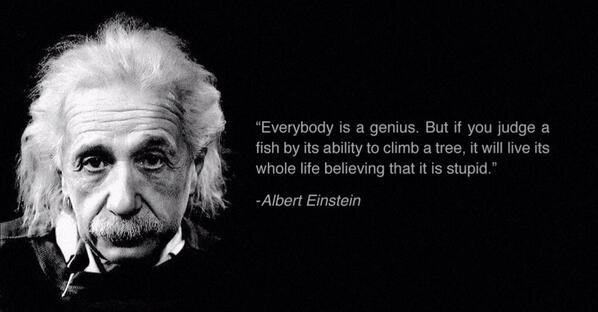 “Everybody is a genius. But if you judge a
fish by its ability to climb a tree, it will live its
whole life believing that it is stupid.”
-Albert Einstein